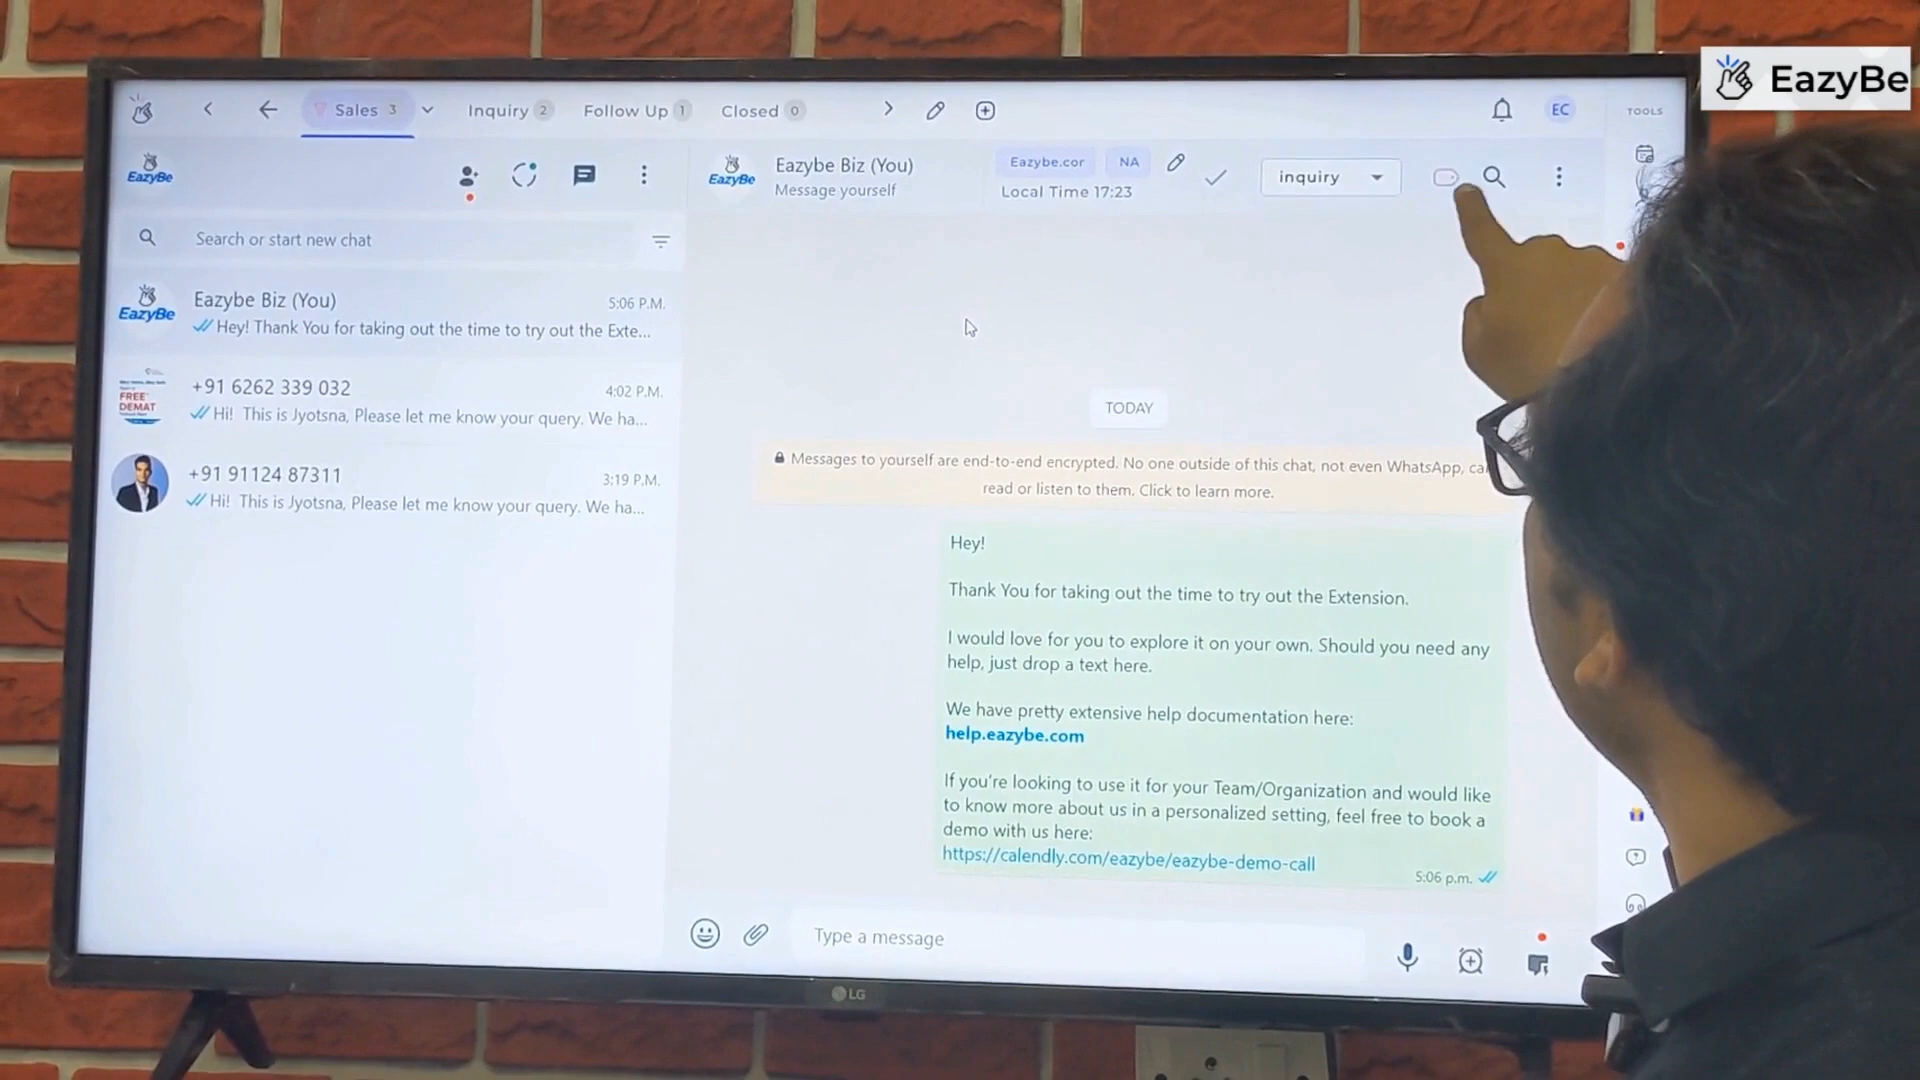 EazyBe
Sales 3
Inquiry 2
Follow Up 1
Closed 0
EC
TOOLS
EazyBe
EazyBe
Eazybe Biz (You)
Message yourself
Eazybe.cor
NA
Local Time 17:23
inquiry
Search or start new chat
EazyBe
Eazybe Biz (You)
5:06 P.M.
Hey! Thank You for taking out the time to try out the Exte...
FREE
DEMAT
+91 6262 339 032
4:02 P.M.
Hi! This is Jyotsna, Please let me know your query. We ha...
+91 91124 87311
3:19 P.M.
Hi! This is Jyotsna, Please let me know your query. We ha...
TODAY
Messages to yourself are end-to-end encrypted. No one outside of this chat, not even WhatsApp, ca
read or listen to them. Click to learn more.
Hey!
Thank You for taking out the time to try out the Extension.
I would love for you to explore it on your own. Should you need any
help, just drop a text here.
We have pretty extensive help documentation here:
help.eazybe.com
If you're looking to use it for your Team/Organization and would like
to know more about us in a personalized setting, feel free to book a
demo with us here:
https://calendly.com/eazybe/eazybe-demo-call
5:06 p.m.
Type a message
LG